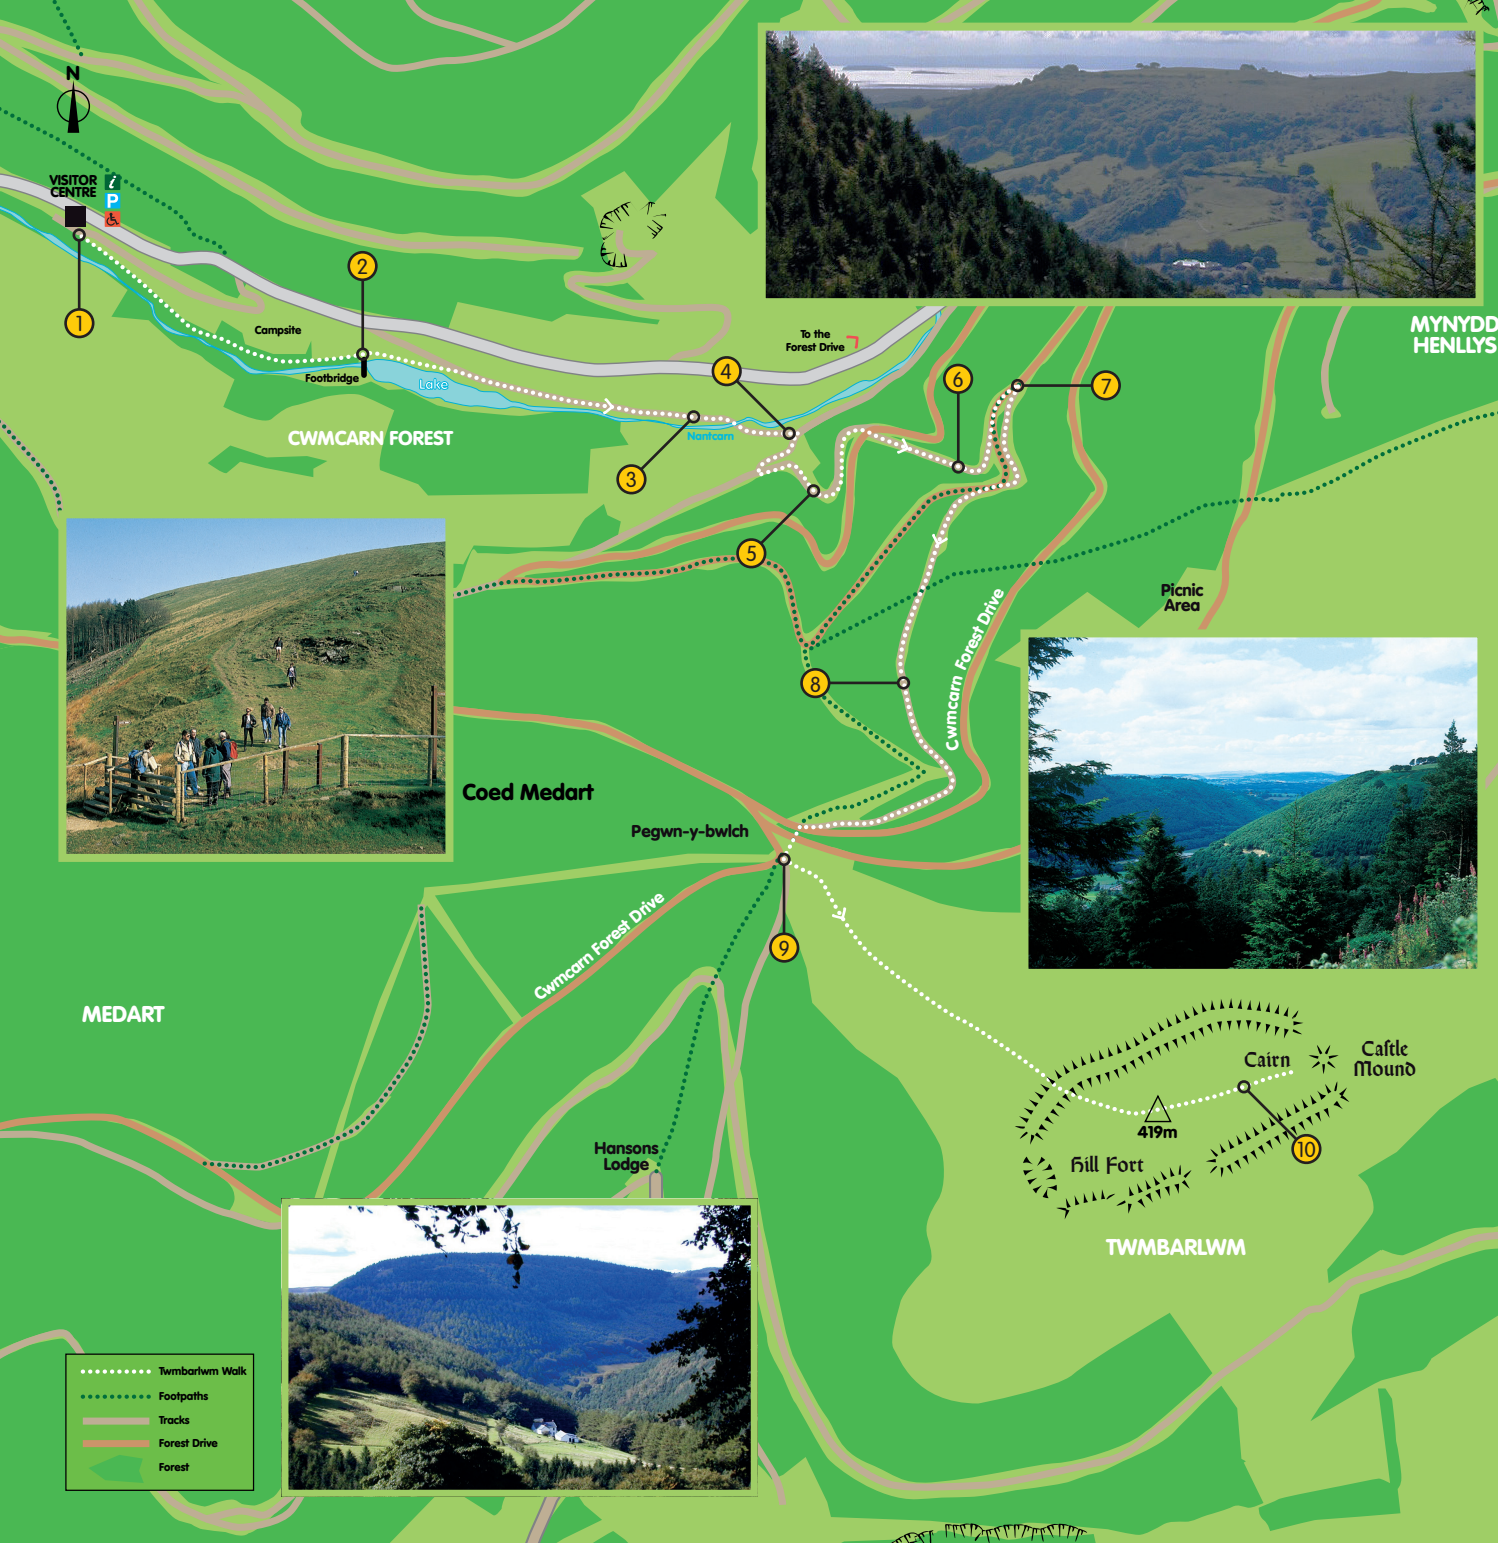 N
VISITOR
CENTRE
i
P
1
2
Campsite
Footbridge
Lake
To the
Forest Drive
MYNYDD
HENLLYS
4
6
7
CWMCARN FOREST
Nantcarn
3
5
Picnic
Area
Cwmcarn Forest Drive
8
Coed Medart
Pegwn-y-bwlch
Cwmcarn Forest Drive
9
MEDART
Cairn
Castle
Mound
419m
10
Hansons
Lodge
Hill Fort
TWMBARLWM
Twmbarlwm Walk
Footpaths
Tracks
Forest Drive
Forest